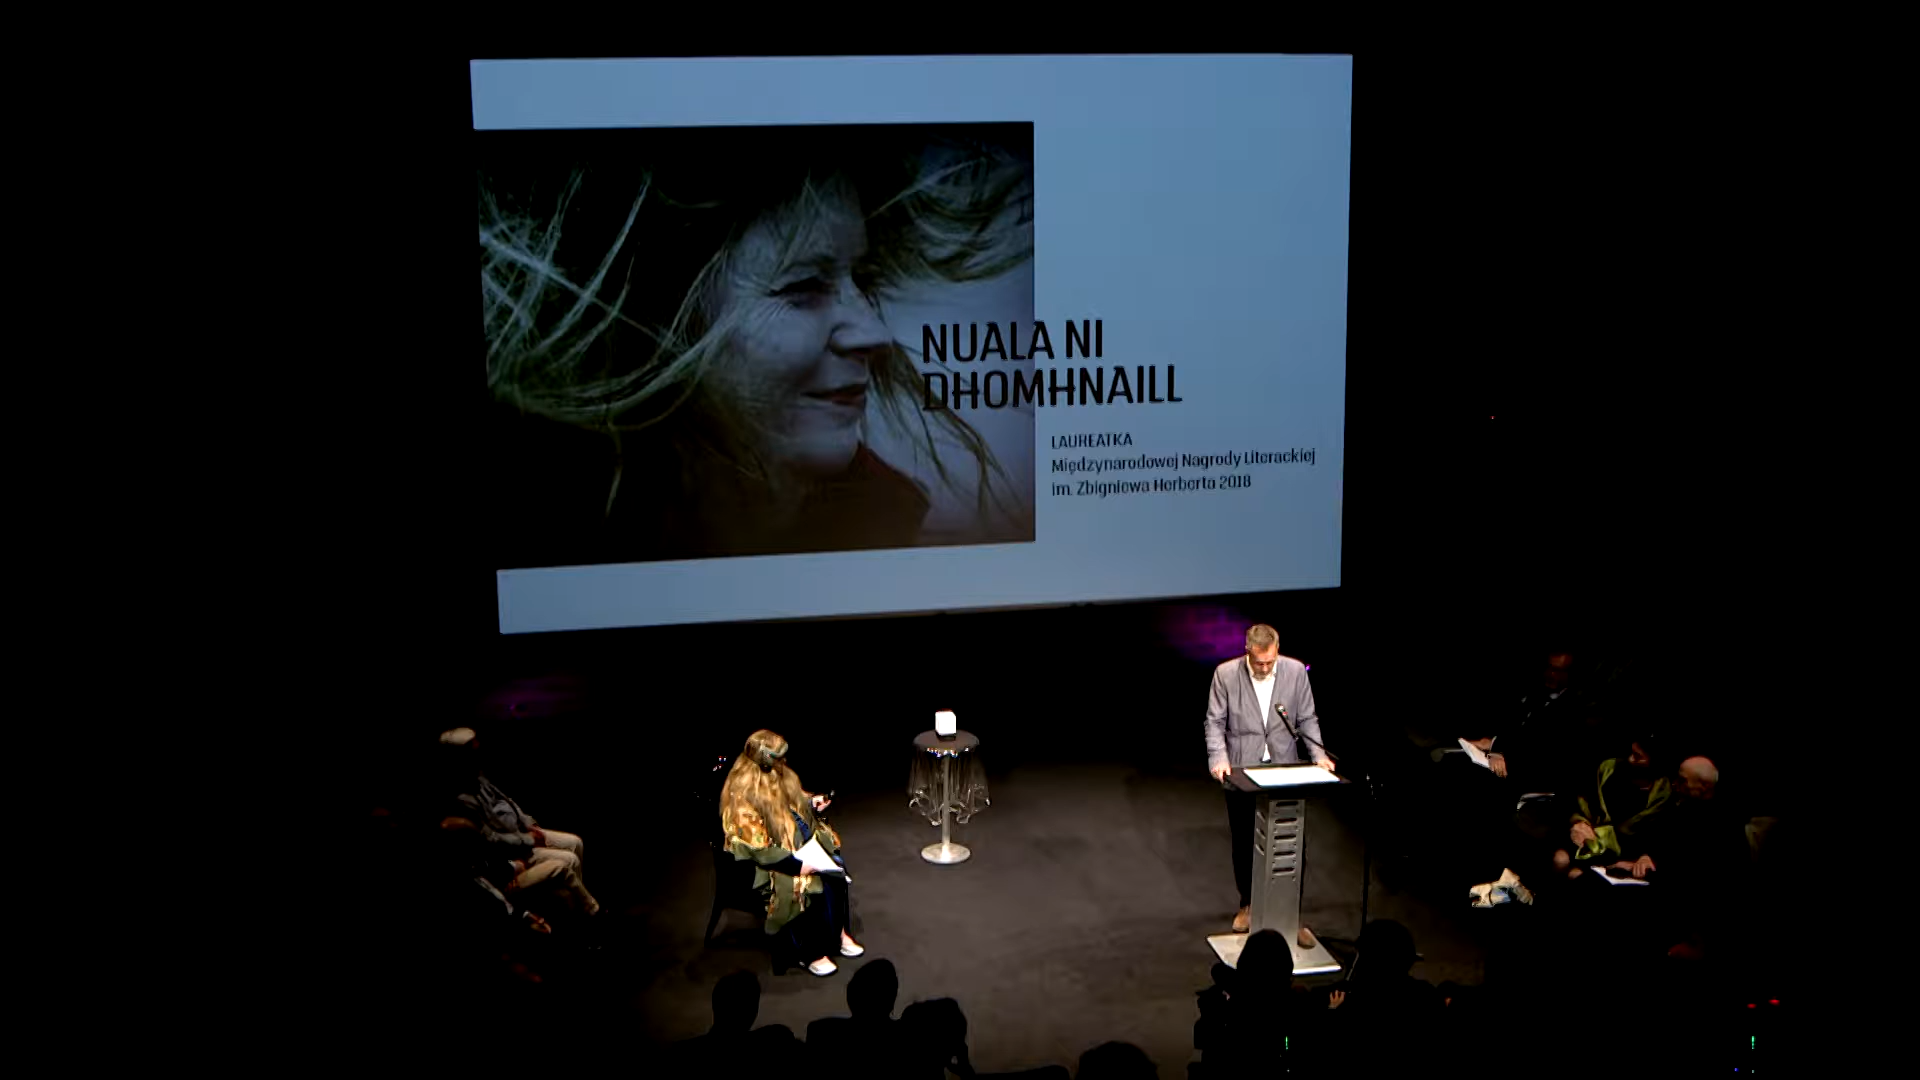 NUALA NI
DHOMHNAILL
LAUREATKA
Międzynarodowej Nagrody Literackiej
im. Zbigniewa Herberta 2018